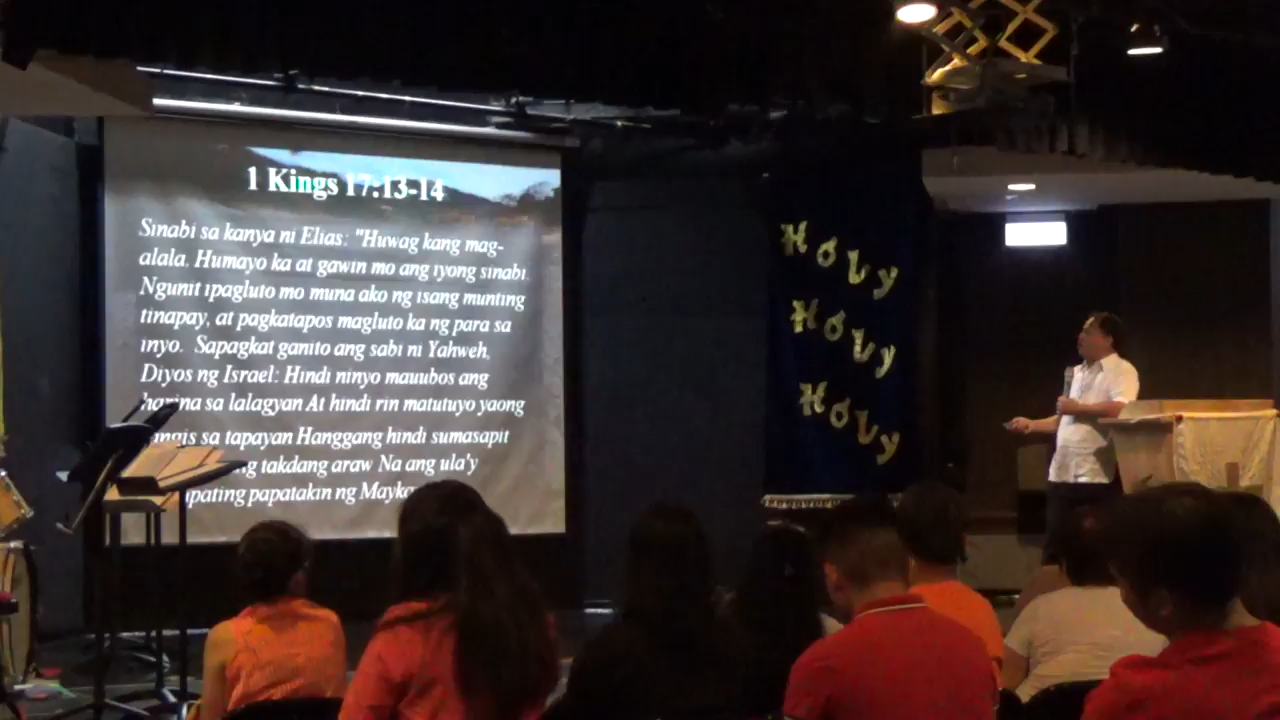 1 Kings 17:13-14
Sinabi sa kanya ni Elias: "Huwag kang mag-
alala. Humayo ka at gawin mo ang iyong sinabi
Ngunit ipagluto mo muna ako ng isang munting
tinapay, at pagkatapos magluto ka ng para sa
inyo. Sapagkat ganito ang sabi ni Yahweh,
Diyos ng Israel: Hindi ninyo mauubos ang
harina sa lalagyan At hindi rin matutuyo yaong
sa tapayan Hanggang hindi sumasapit
takdang araw Na ang ula'y
papatakin ng
Holy
Holy
Holy